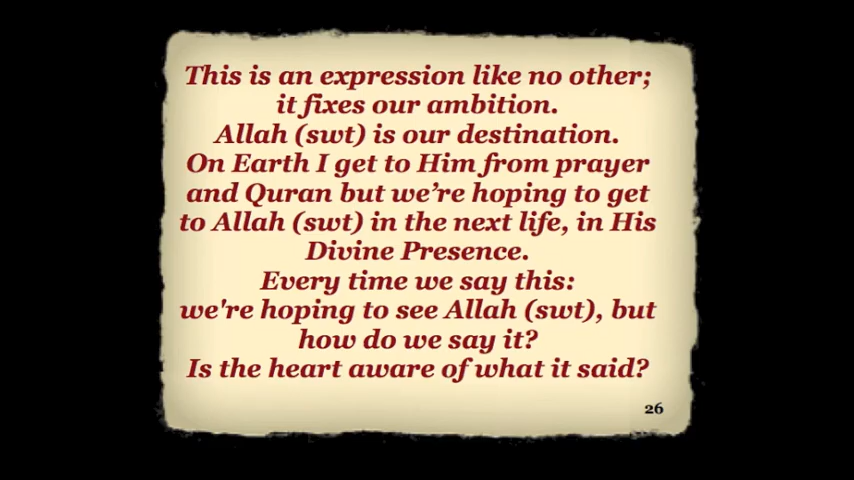 This is an expression like no other;
it fixes our ambition.
Allah (swt) is our destination.
On Earth I get to Him from prayer
and Quran but we’re hoping to get
to Allah (swt) in the next life, in His
Divine Presence.
Every time we say this:
we're hoping to see Allah (swt), but
how do we say it?
Is the heart aware of what it said?
26